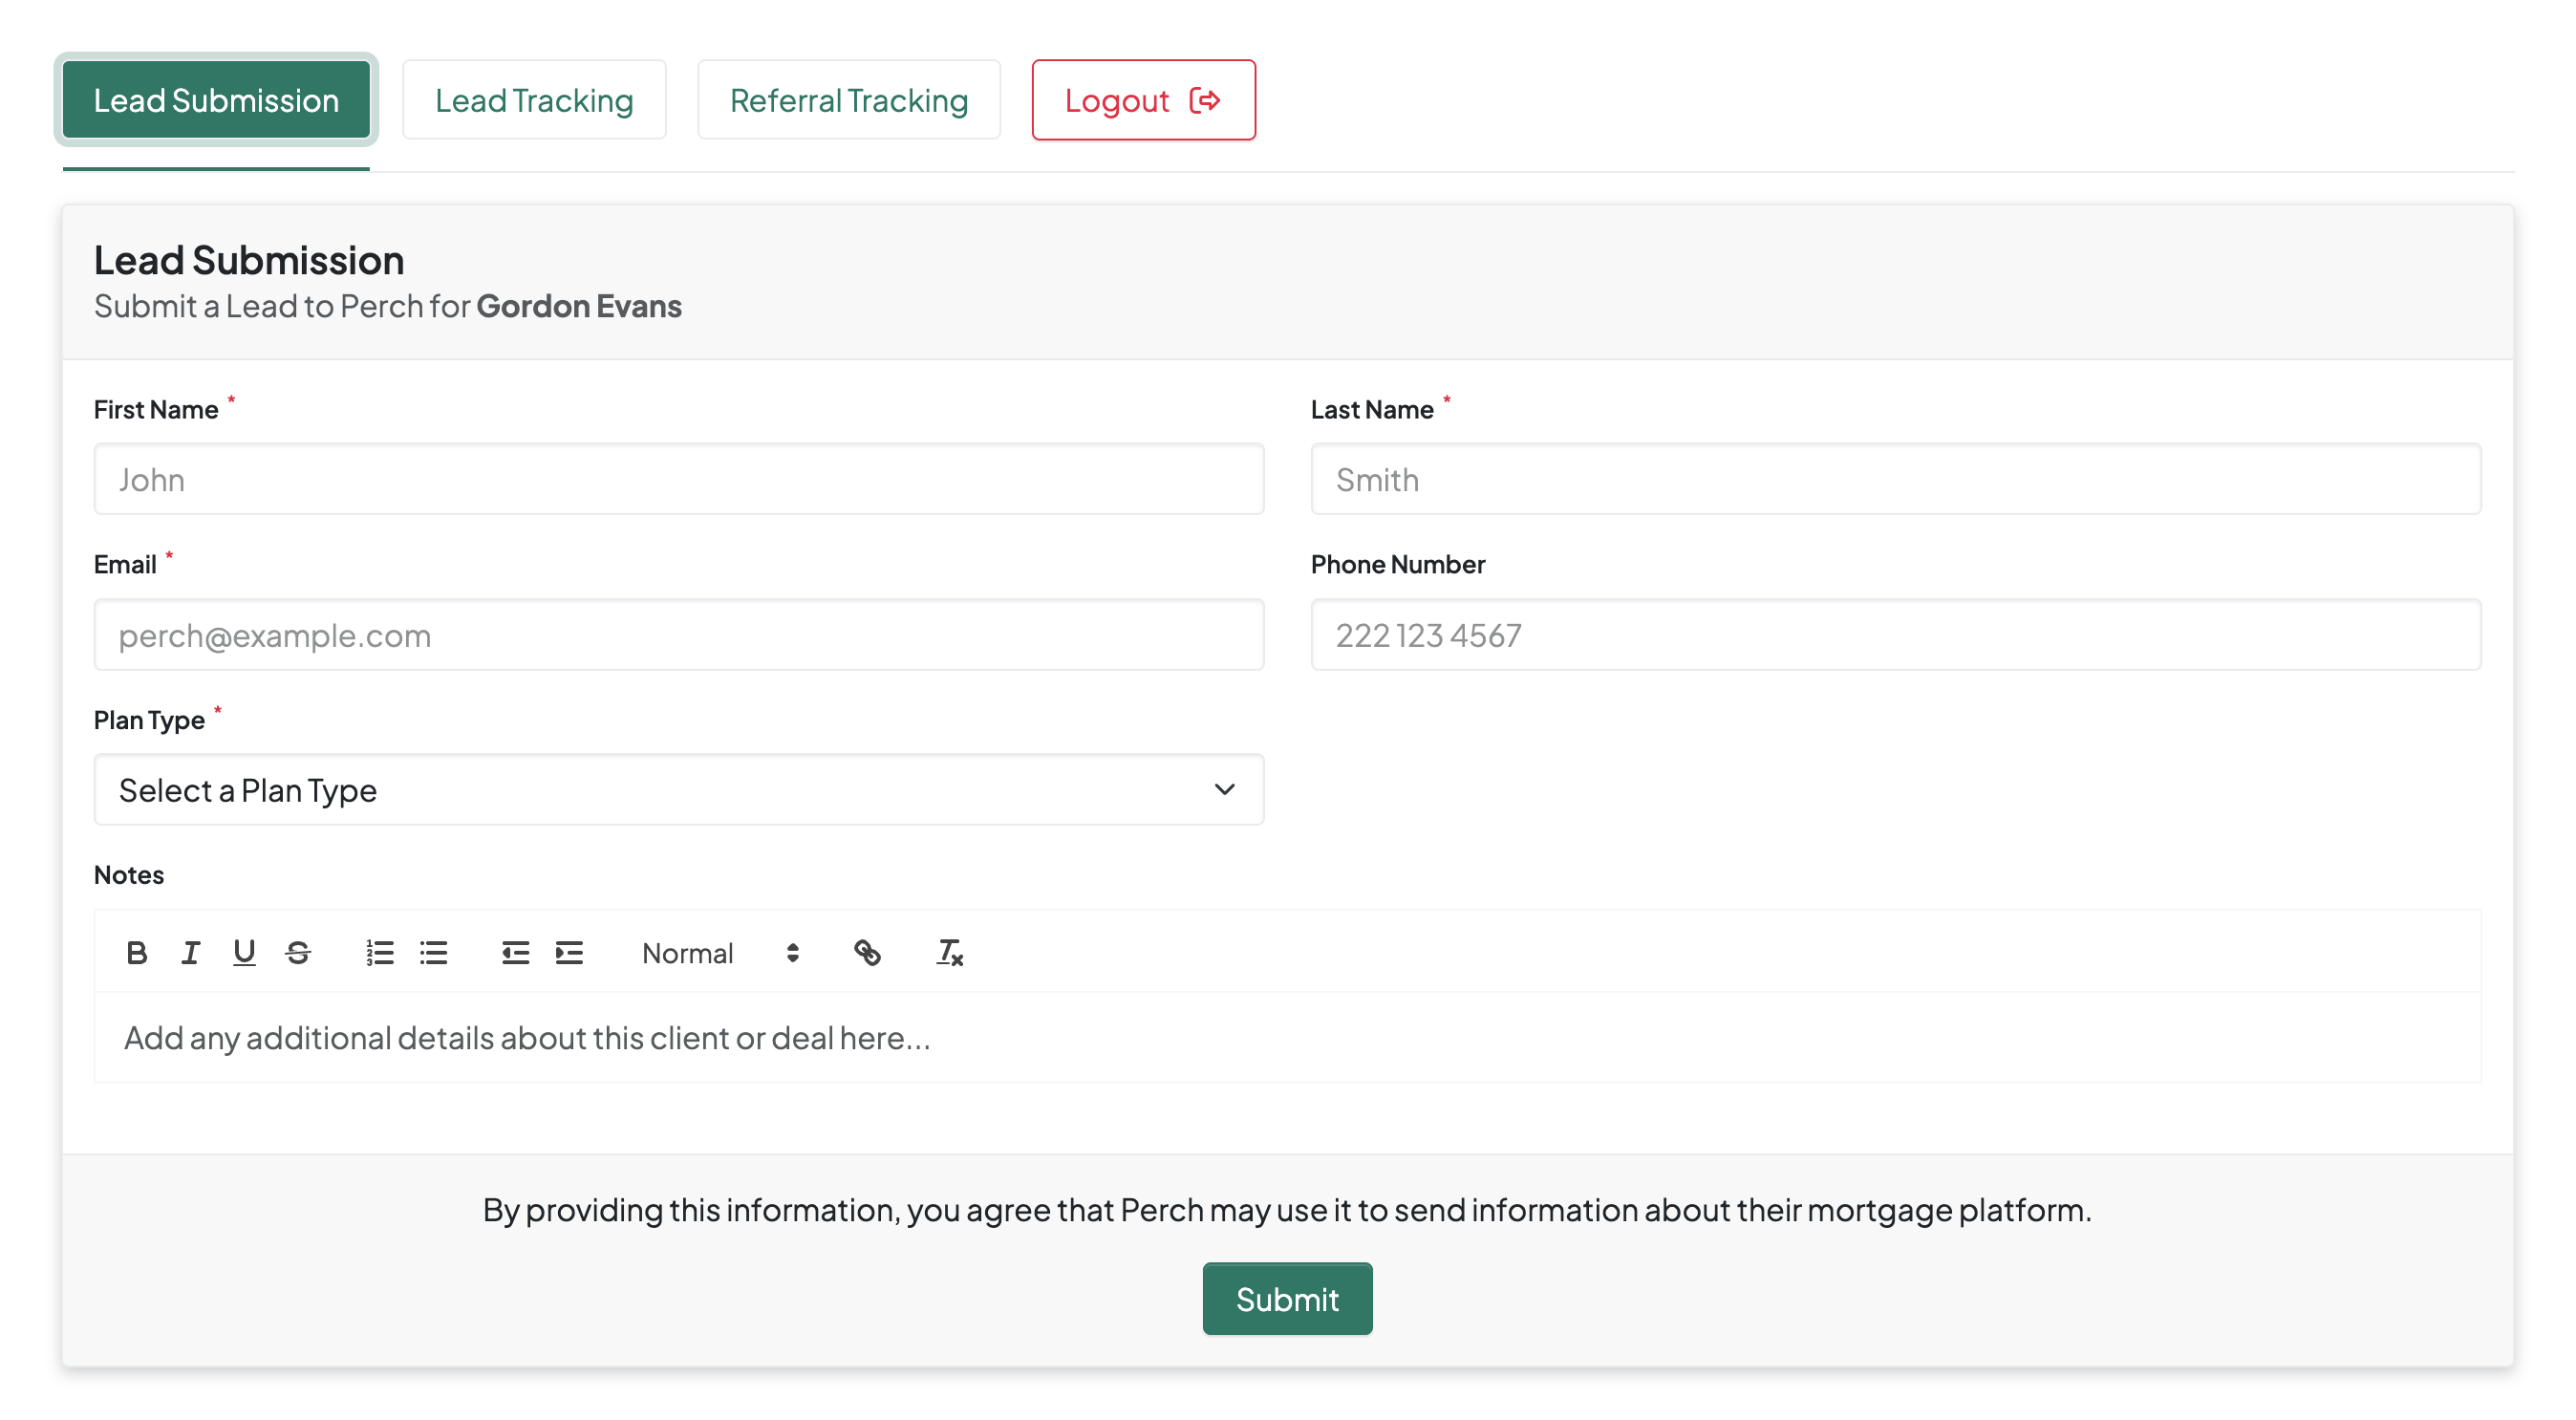 Lead Submission
Lead Tracking
Referral Tracking
Logout
Lead Submission
Submit a Lead to Perch for Gordon Evans
First Name *
Last Name *
John
Smith
Email *
Phone Number
perch@example.com
222 123 4567
Plan Type *
Select a Plan Type
Notes
Normal
Add any additional details about this client or deal here...
By providing this information, you agree that Perch may use it to send information about their mortgage platform.
Submit